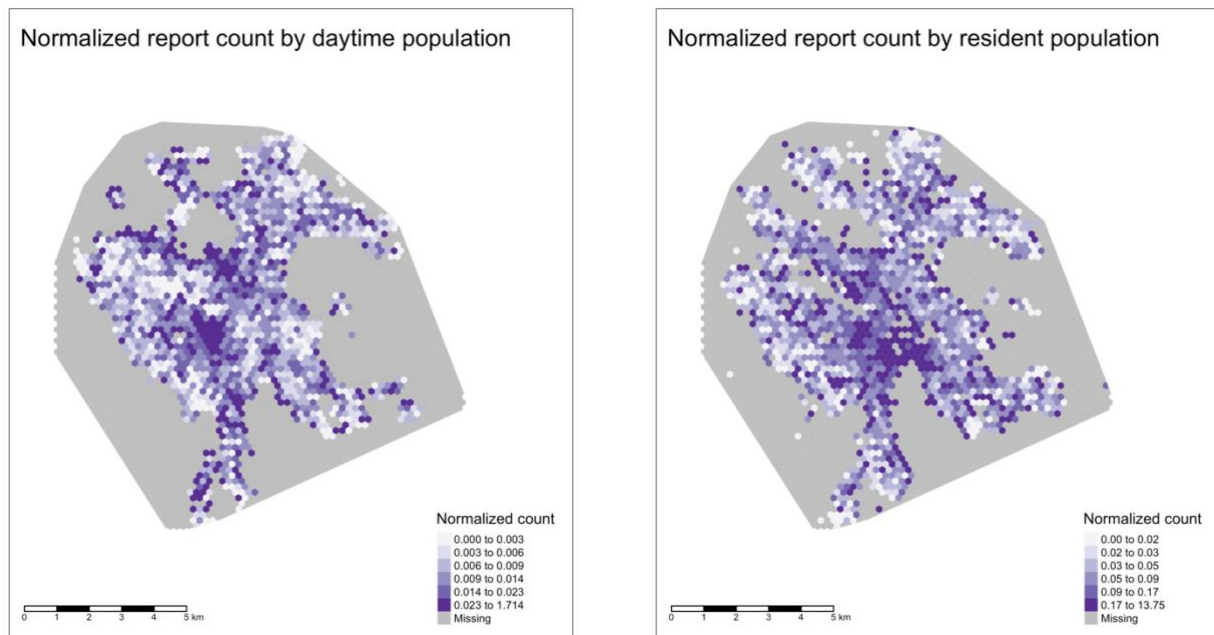 Normalized report count by daytime population
Normalized count
0.000 to 0.003
0.003 to 0.006
0.006 to 0.009
0.009 to 0.014
0.014 to 0.023
0.023 to 1.714
Missing
0 1 2 3 4 5 km
Normalized report count by resident population
Normalized count
0.00 to 0.02
0.02 to 0.03
0.03 to 0.05
0.05 to 0.09
0.09 to 0.17
0.17 to 13.75
Missing
0 1 2 3 4 5 km